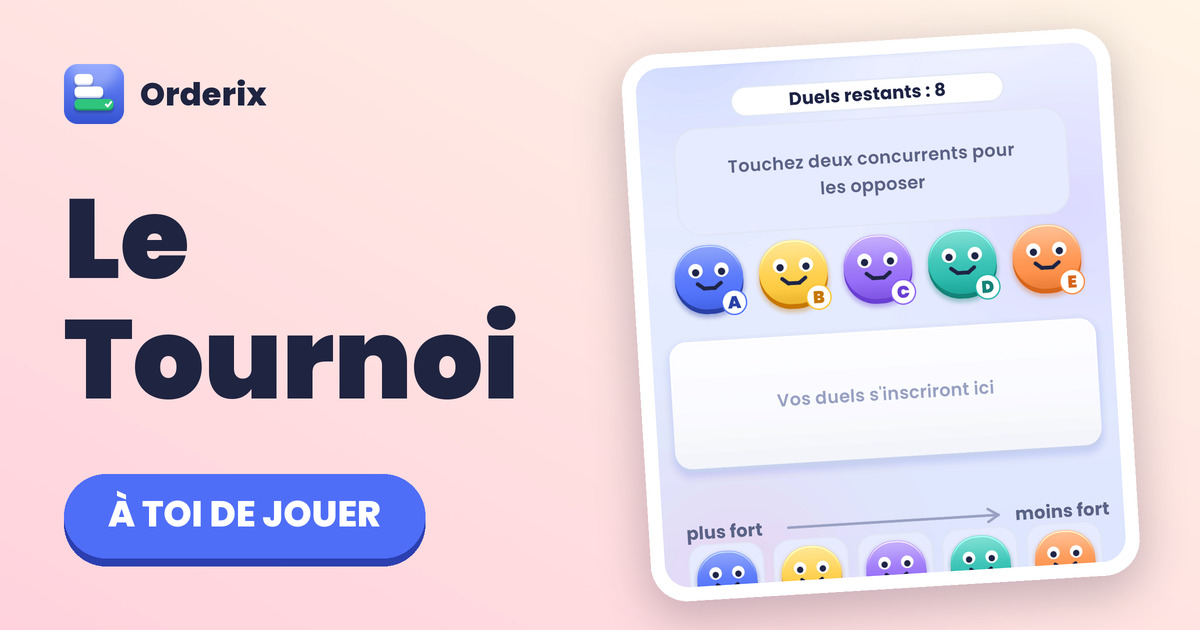 Orderix
Le
Tournoi
À TOI DE JOUER
Duels restants : 8
Touchez deux concurrents pour
les opposer
A
B
C
D
E
Vos duels s'inscriront ici
plus fort
moins fort